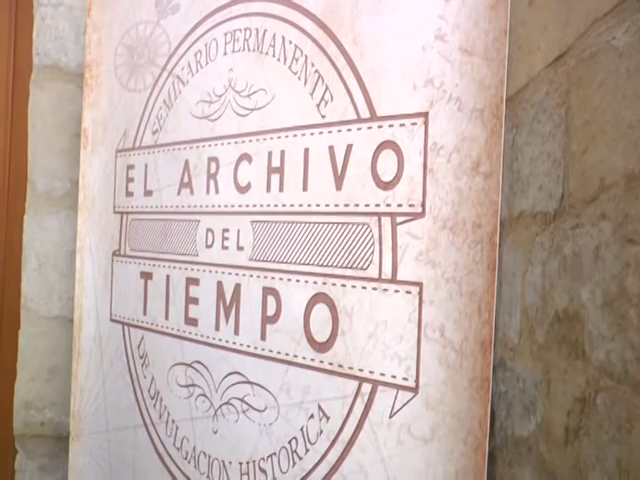 SEMINARIO PERMANENTE
EL ARCHIVO
DEL
TIEMPO
DE DIVULGACION HISTORICA